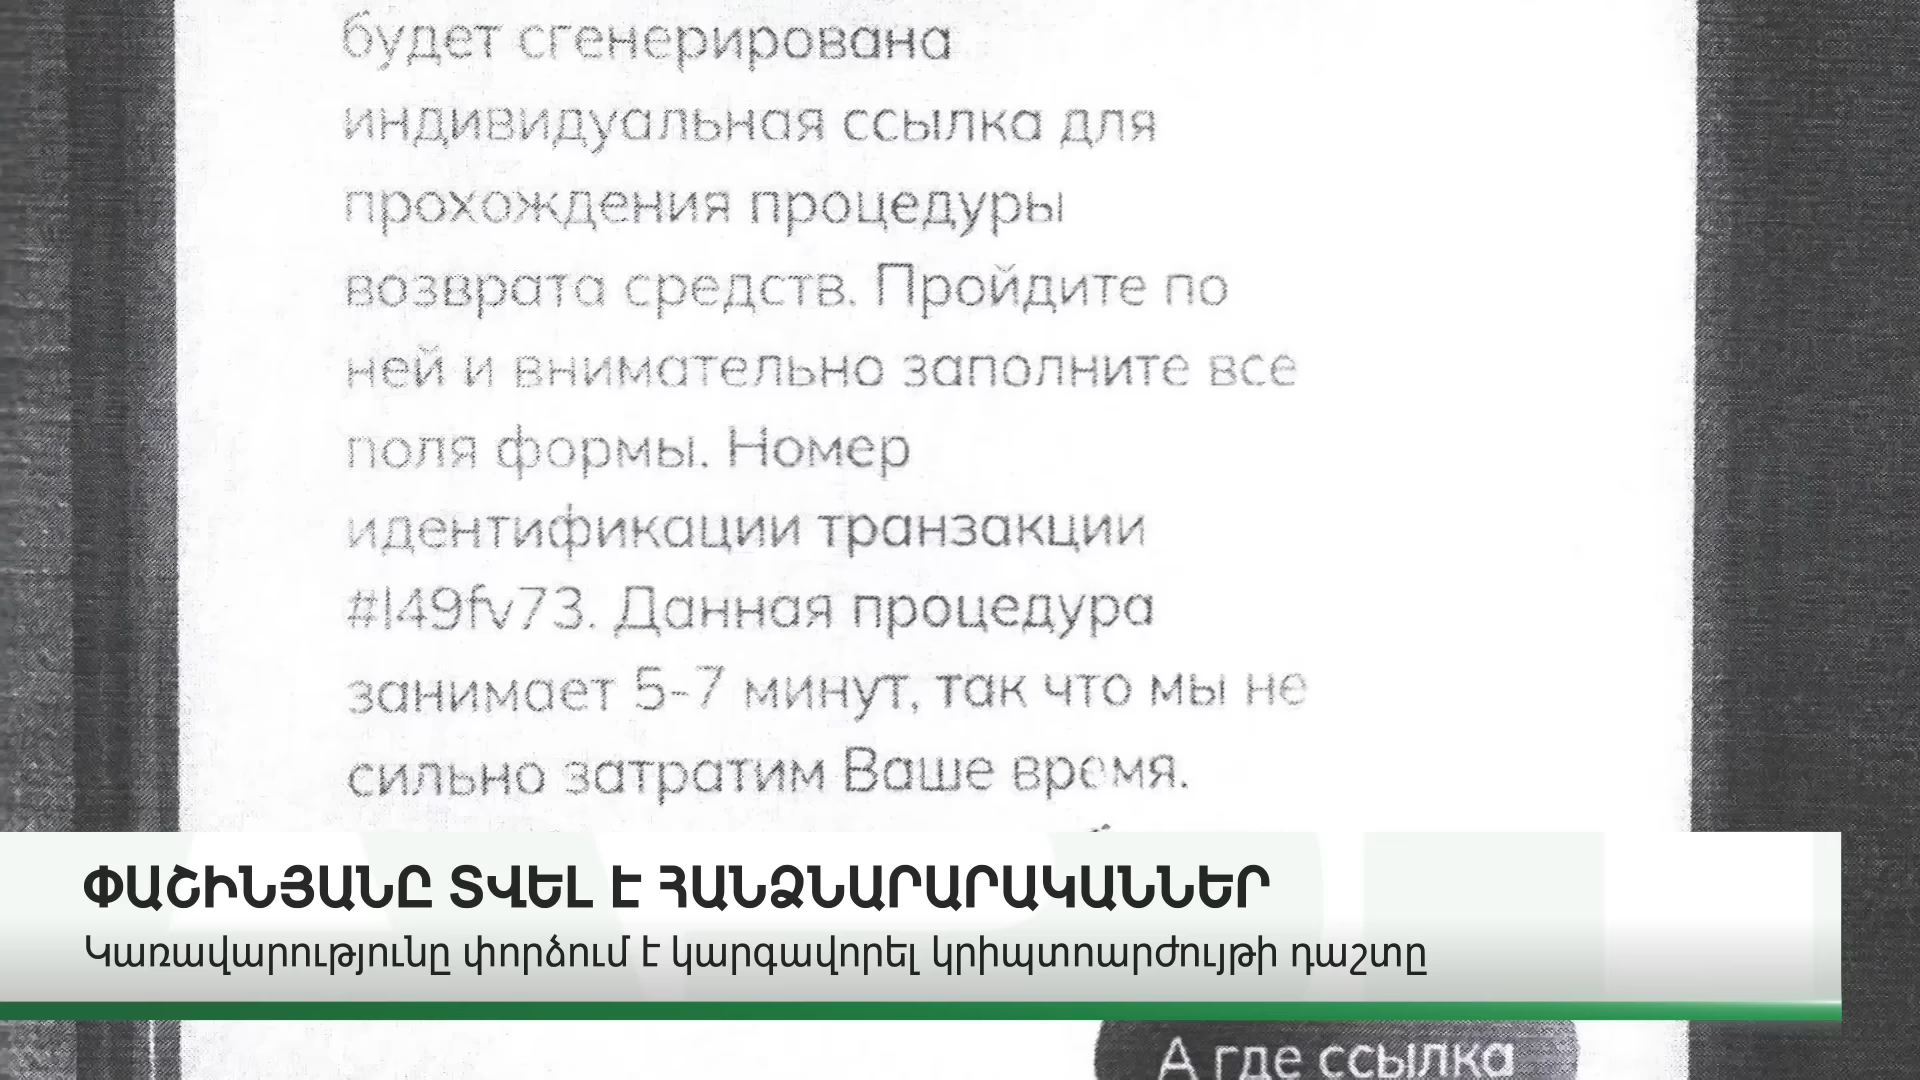 будет сгенерирована
индивидуальная ссылка для
прохождения процедуры
возврата средств. Пройдите по
ней и внимательно заполните все
поля формы. Номер
идентификации транзакции
#l49fv73. Данная процедура
занимает 5-7 минут, так что мы не
сильно затратим Ваше время.
ՓԱՇԻՆՅԱՆԸ ՏՎԵԼ Է ՀԱՆՁՆԱՐԱՐԱԿԱՆՆԵՐ
Կառավարությունը փորձում է կարգավորել կրիպտոարժույթի դաշտը
А где ссылка